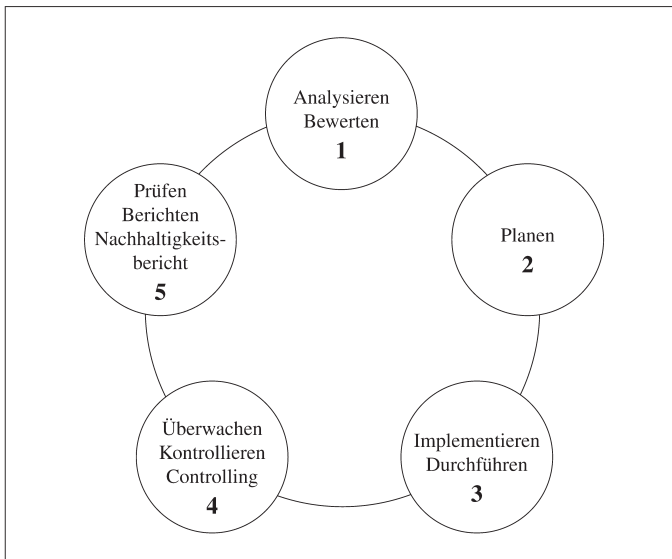 Analysieren
Bewerten
1
Planen
2
Implementieren
Durchführen
3
Überwachen
Kontrollieren
Controlling
4
Prüfen
Berichten
Nachhaltigkeits-
bericht
5